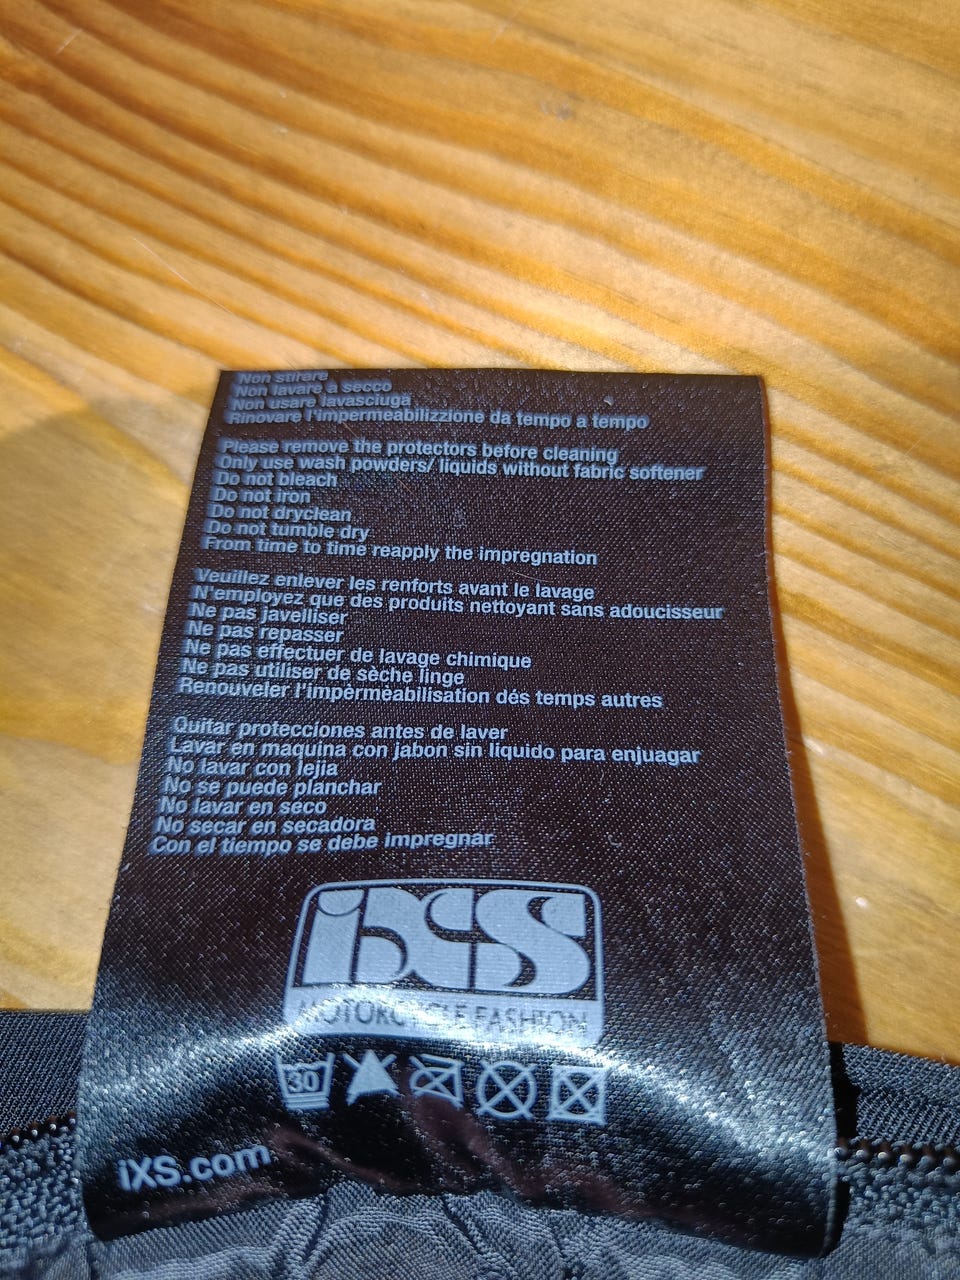 Non stirare
Non lavare a secco
Non usare lavasciuga
Rinovare l'impermeabilizzione da tempo a tempo
Please remove the protectors before cleaning
Only use wash powders/ liquids without fabric softener
Do not bleach
Do not iron
Do not dryclean
Do not tumble dry
From time to time reapply the impregnation
Veuillez enlever les renforts avant le lavage
N'employez que des produits nettoyant sans adoucisseur
Ne pas javelliser
Ne pas repasser
Ne pas effectuer de lavage chimique
Ne pas utiliser de sèche linge
Renouveler l'impérméabilisation dés temps autres
Quitar protecciones antes de laver
Lavar en maquina con jabon sin liquido para enjuagar
No lavar con lejia
No se puede planchar
No lavar en seco
No secar en secadora
Con el tiempo se debe impregnar
iXS
MOTORCYCLE FASHION
30
iXS.com